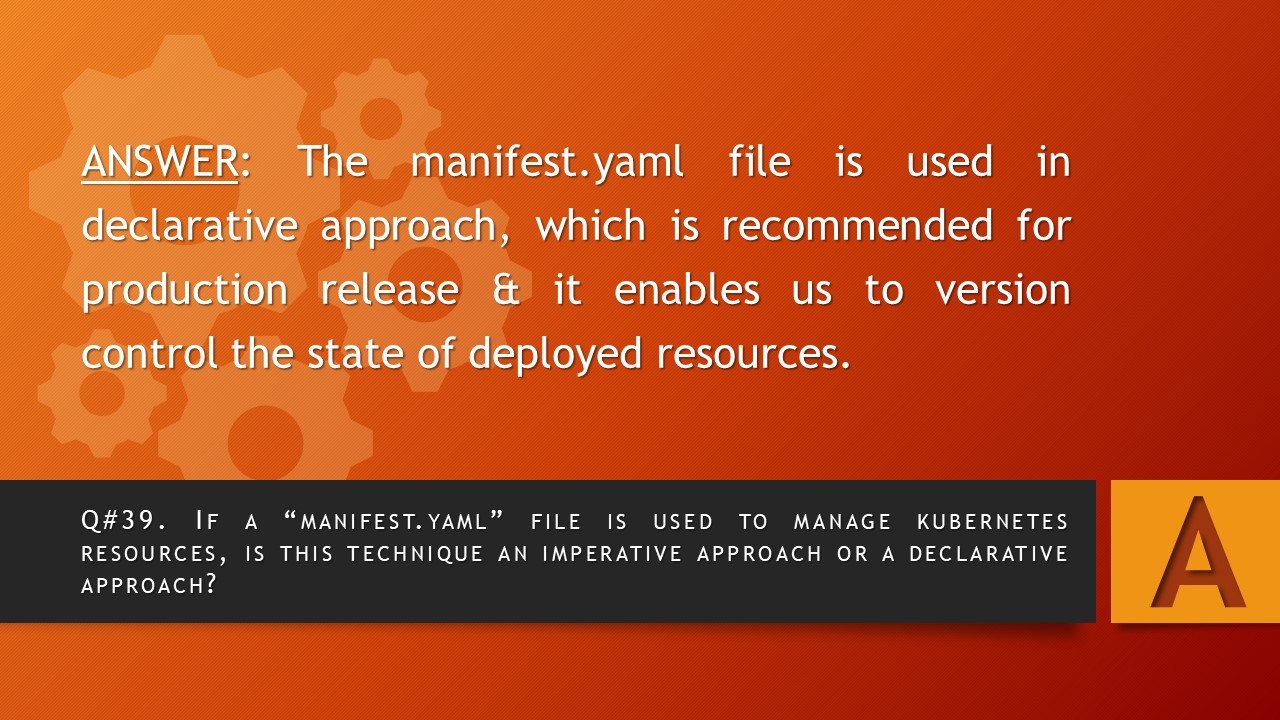 ANSWER: The manifest.yaml file is used in
declarative approach, which is recommended for
production release & it enables us to version
control the state of deployed resources.
Q#39. If a “manifest.yaml” file is used to manage kubernetes
resources, is this technique an imperative approach or a declarative
approach?
A